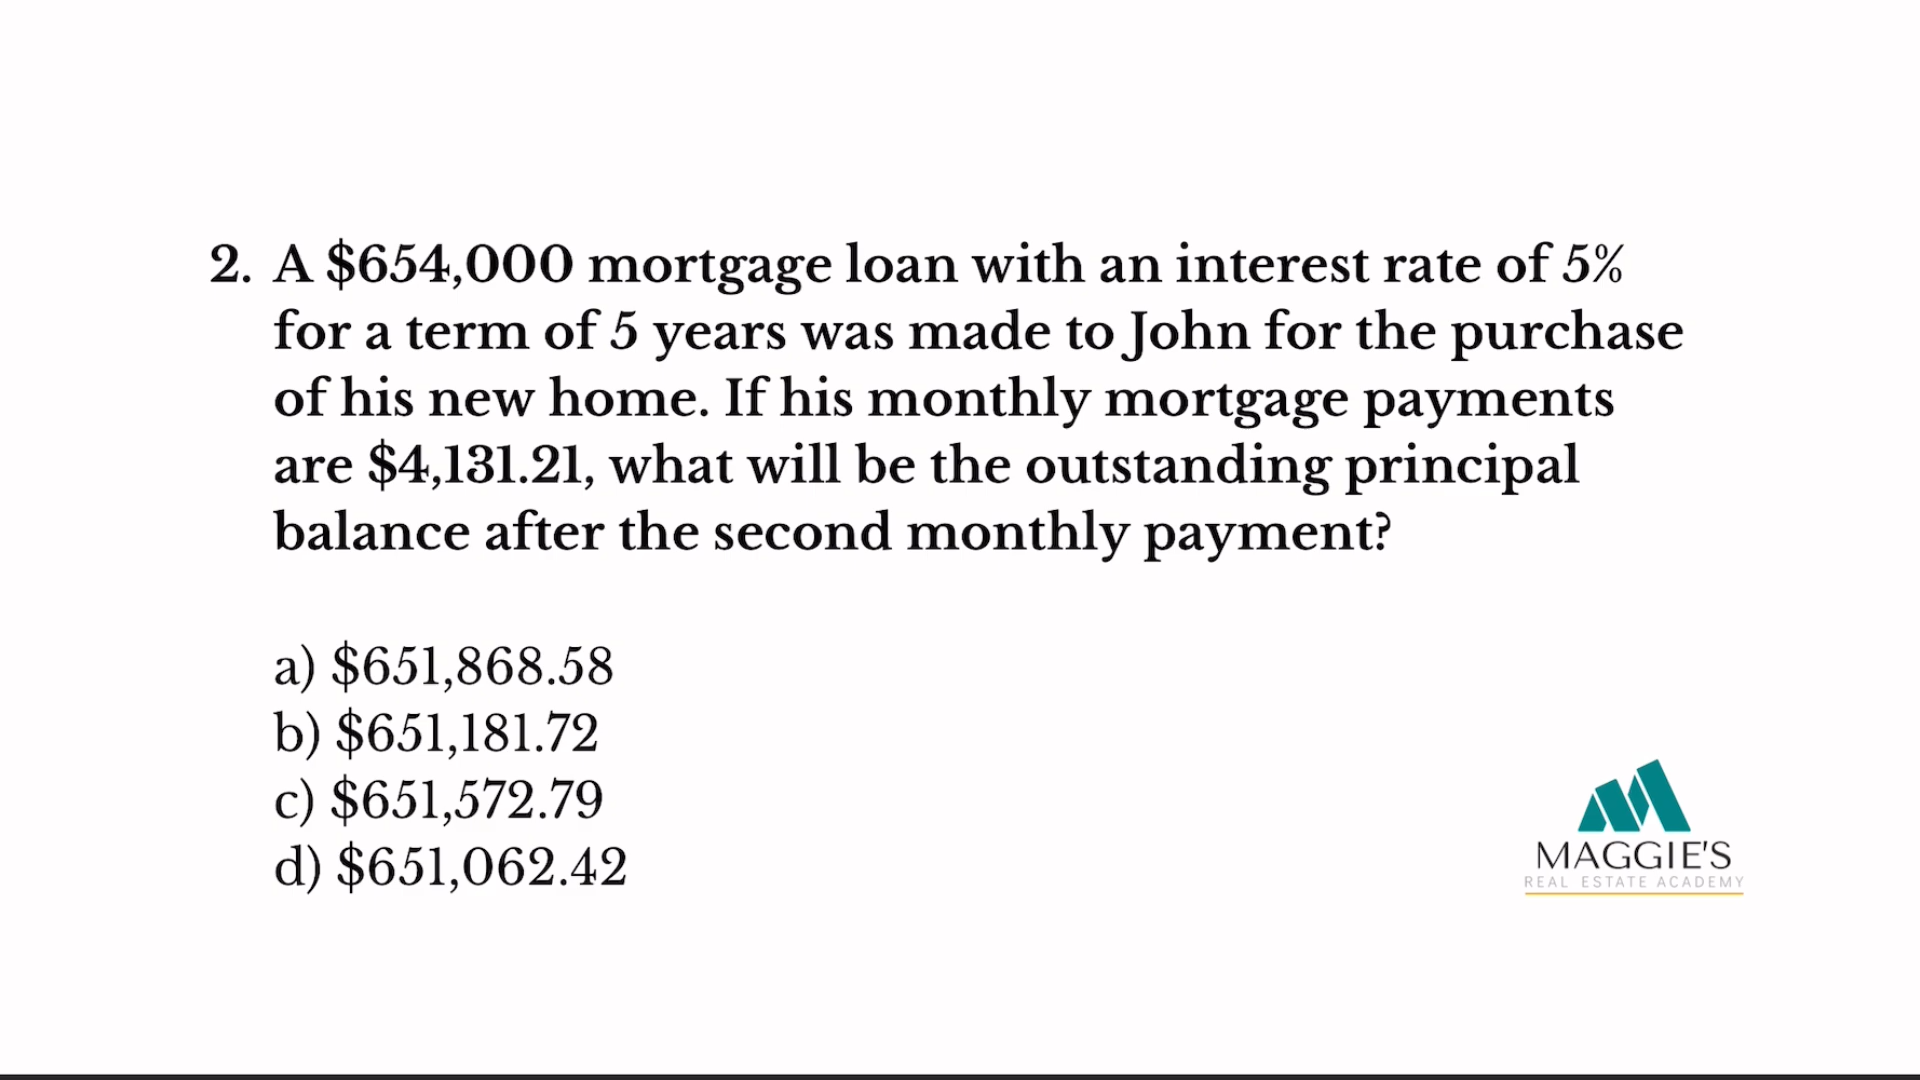 2. A $654,000 mortgage loan with an interest rate of 5%
for a term of 5 years was made to John for the purchase
of his new home. If his monthly mortgage payments
are $4,131.21, what will be the outstanding principal
balance after the second monthly payment?
a) $651,868.58
b) $651,181.72
c) $651,572.79
d) $651,062.42
MAGGIE'S
REAL ESTATE ACADEMY